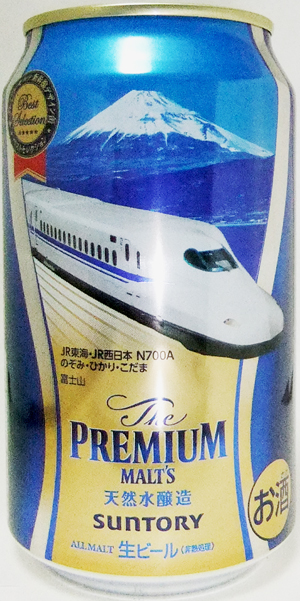 Best
Selection
JR東海・JR西日本 N700A
のぞみ・ひかり・こだま
富士山
The
PREMIUM
MALT'S
天然水醸造
SUNTORY
ALL MALT 生ビール（非熱処理）
お酒